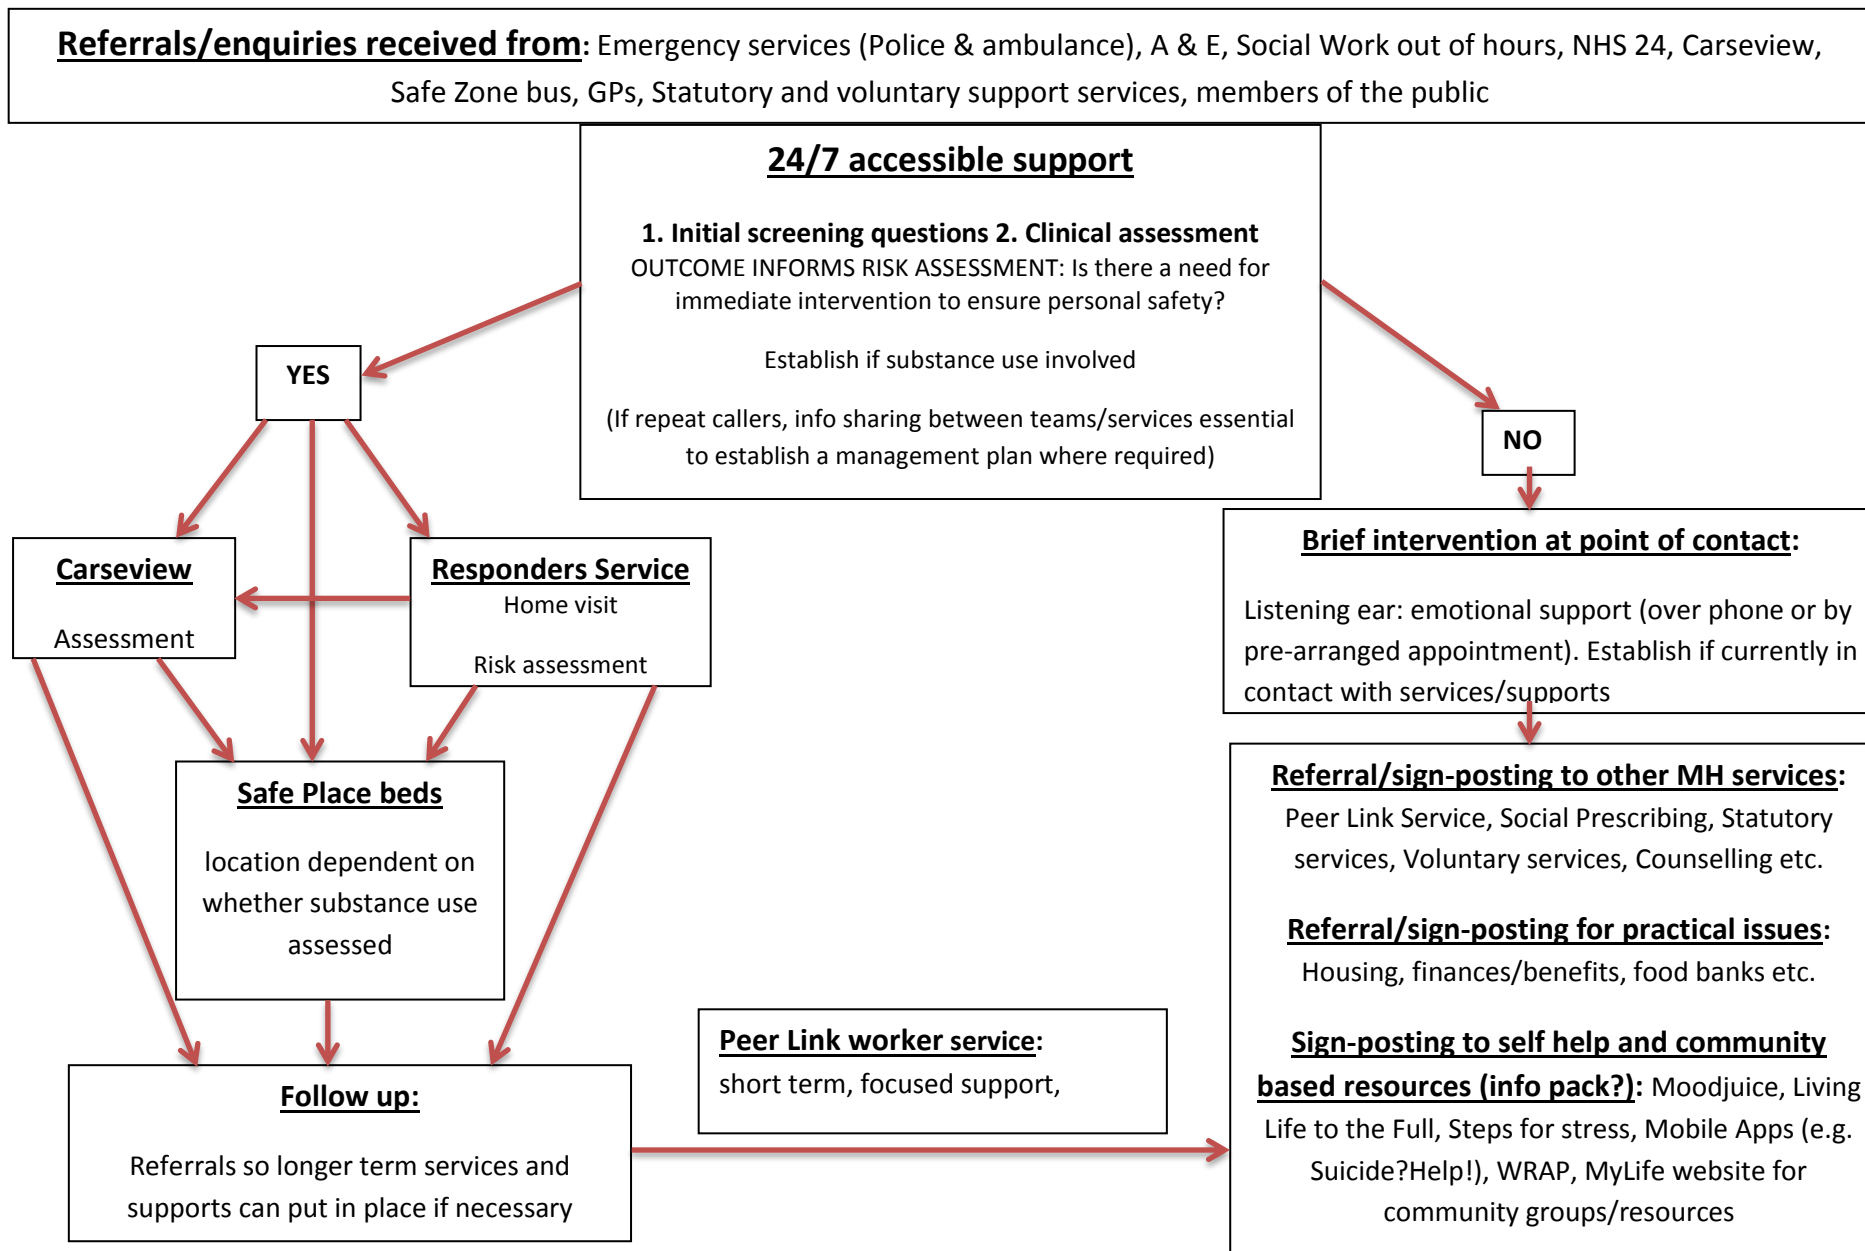 Referrals/enquiries received from: Emergency services (Police & ambulance), A & E, Social Work out of hours, NHS 24, Carseview,
Safe Zone bus, GPs, Statutory and voluntary support services, members of the public
24/7 accessible support
1. Initial screening questions 2. Clinical assessment
OUTCOME INFORMS RISK ASSESSMENT: Is there a need for
immediate intervention to ensure personal safety?
Establish if substance use involved
(If repeat callers, info sharing between teams/services essential
to establish a management plan where required)
YES
NO
Carseview
Assessment
Responders Service
Home visit
Risk assessment
Brief intervention at point of contact:
Listening ear: emotional support (over phone or by
pre-arranged appointment). Establish if currently in
contact with services/supports
Safe Place beds
location dependent on
whether substance use
assessed
Referral/sign-posting to other MH services:
Peer Link Service, Social Prescribing, Statutory
services, Voluntary services, Counselling etc.
Referral/sign-posting for practical issues:
Housing, finances/benefits, food banks etc.
Sign-posting to self help and community
based resources (info pack?): Moodjuice, Living
Life to the Full, Steps for stress, Mobile Apps (e.g.
Suicide?Help!), WRAP, MyLife website for
community groups/resources
Peer Link worker service:
short term, focused support,
Follow up:
Referrals so longer term services and
supports can put in place if necessary